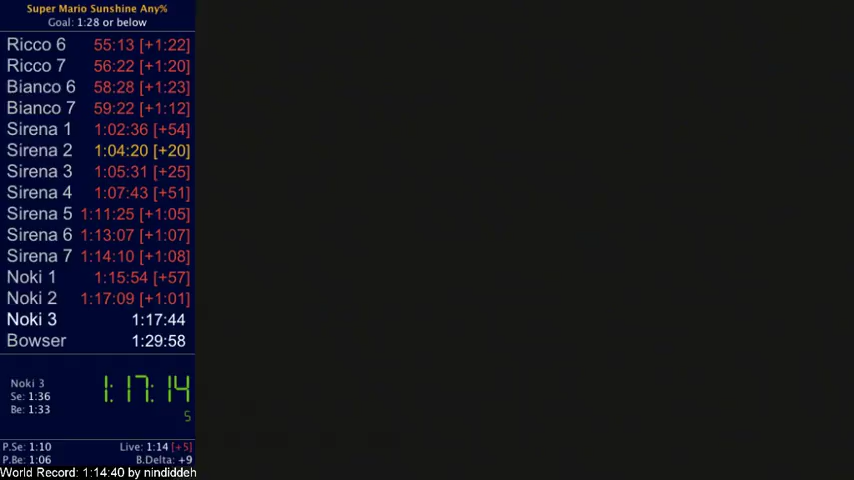 Super Mario Sunshine Any%
Goal: 1:28 or below
Ricco 6 55:13 [+1:22]
Ricco 7 56:22 [+1:20]
Bianco 6 58:28 [+1:23]
Bianco 7 59:22 [+1:12]
Sirena 1 1:02:36 [+54]
Sirena 2 1:04:20 [+20]
Sirena 3 1:05:31 [+25]
Sirena 4 1:07:43 [+51]
Sirena 5 1:11:25 [+1:05]
Sirena 6 1:13:07 [+1:07]
Sirena 7 1:14:10 [+1:08]
Noki 1 1:15:54 [+57]
Noki 2 1:17:09 [+1:01]
Noki 3 1:17:44
Bowser 1:29:58
Noki 3 1:17:14
Se: 1:36
Be: 1:33 5
P.Se: 1:10 Live: 1:14 [+5]
P.Be: 1:06 B.Delta: +9
World Record: 1:14:40 by nindiddeh